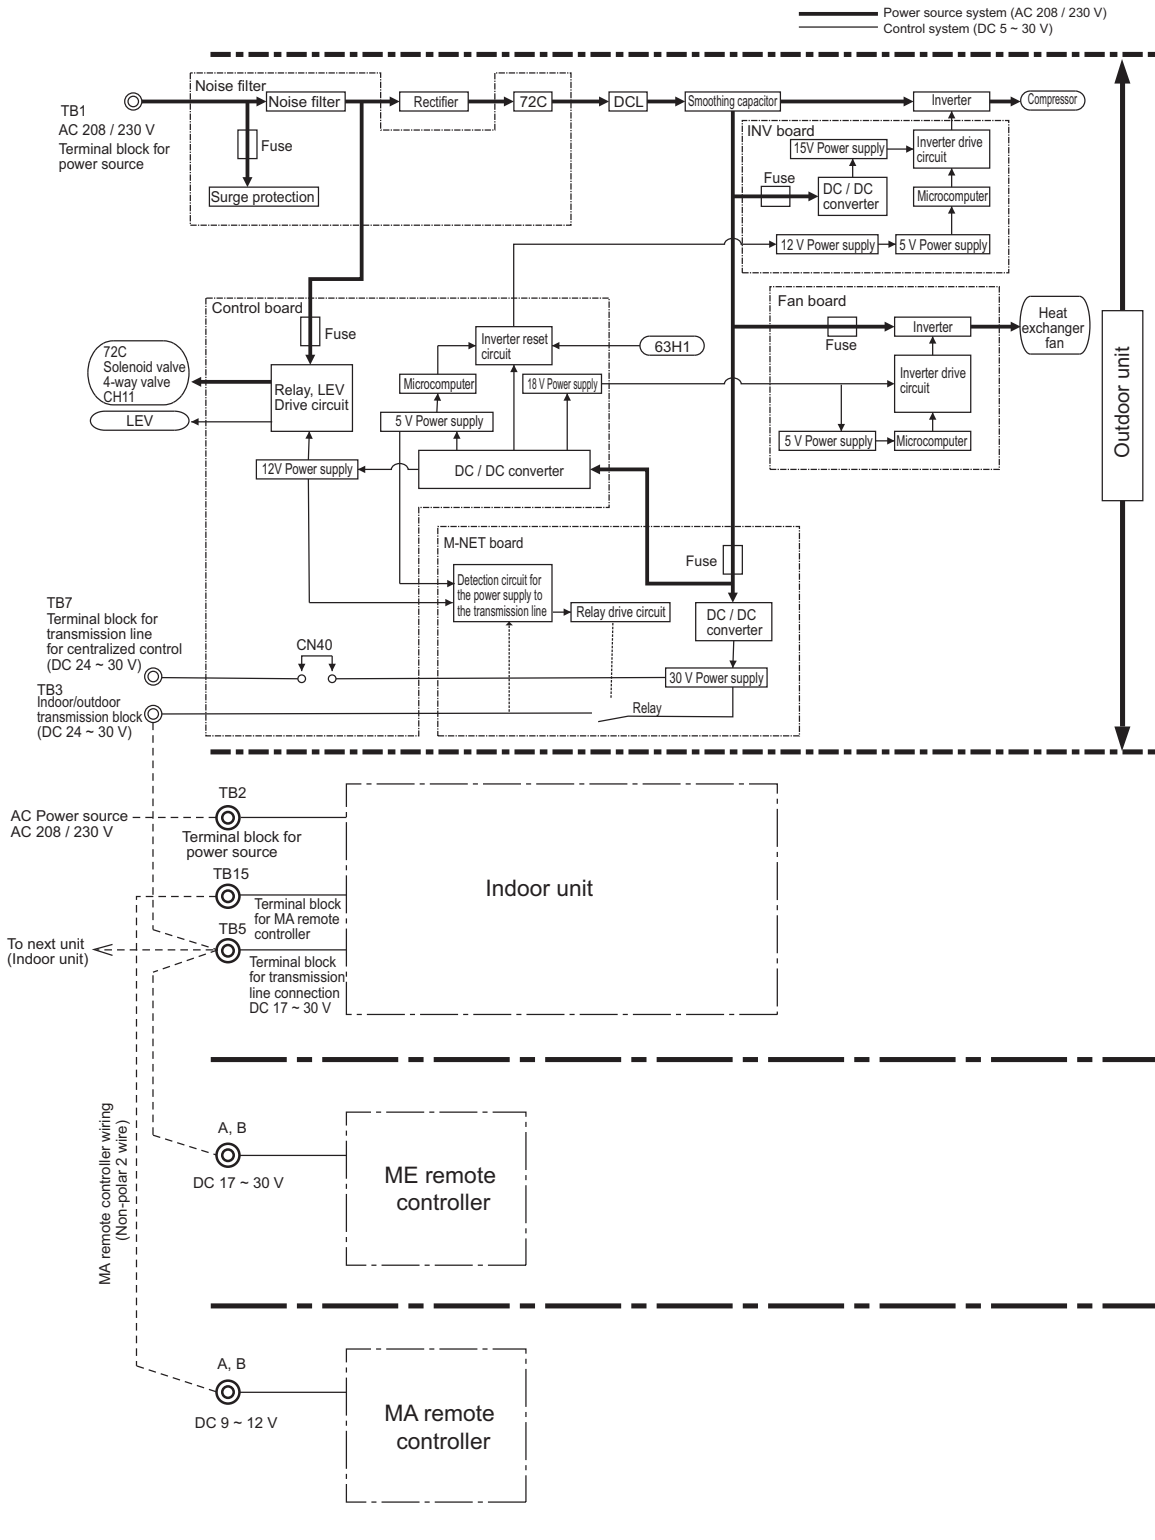 Power source system (AC 208 / 230 V)
Control system (DC 5 ~ 30 V)
Noise filter
TB1
AC 208 / 230 V
Terminal block for
power source
Noise filter
Rectifier
72C
DCL
Smoothing capacitor
Inverter
Compressor
Fuse
Surge protection
INV board
15V Power supply
Inverter drive
circuit
Fuse
DC / DC
converter
Microcomputer
12 V Power supply
5 V Power supply
Control board
Fuse
Inverter reset
circuit
63H1
72C
Solenoid valve
4-way valve
CH11
LEV
Relay, LEV
Drive circuit
Microcomputer
18 V Power supply
5 V Power supply
12V Power supply
DC / DC converter
Fan board
Fuse
Inverter
Heat
exchanger
fan
Inverter drive
circuit
5 V Power supply
Microcomputer
Outdoor unit
M-NET board
Fuse
Detection circuit for
the power supply to
the transmission line
Relay drive circuit
DC / DC
converter
30 V Power supply
Relay
TB7
Terminal block for
transmission line
for centralized control
(DC 24 ~ 30 V)
CN40
TB3
Indoor/outdoor
transmission block
(DC 24 ~ 30 V)
TB2
AC Power source
AC 208 / 230 V
Terminal block for
power source
TB15
Terminal block
for MA remote
controller
Indoor unit
TB5
To next unit
(Indoor unit)
Terminal block
for transmission
line connection
DC 17 ~ 30 V
MA remote controller wiring
(Non-polar 2 wire)
A, B
DC 17 ~ 30 V
ME remote
controller
A, B
DC 9 ~ 12 V
MA remote
controller